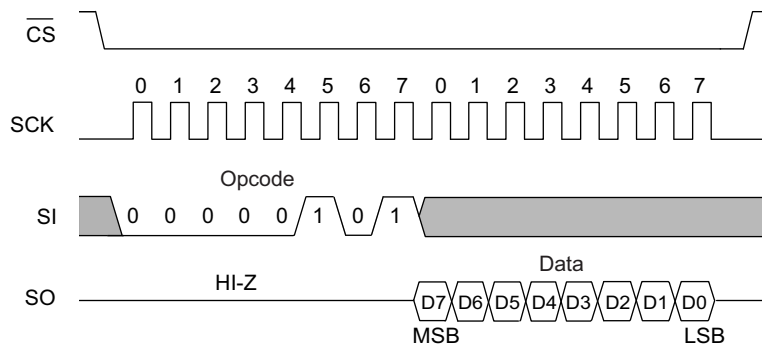 CS
0 1 2 3 4 5 6 7 0 1 2 3 4 5 6 7
SCK
Opcode
SI 0 0 0 0 0 1 0 1
HI-Z Data
SO D7 D6 D5 D4 D3 D2 D1 D0
MSB LSB